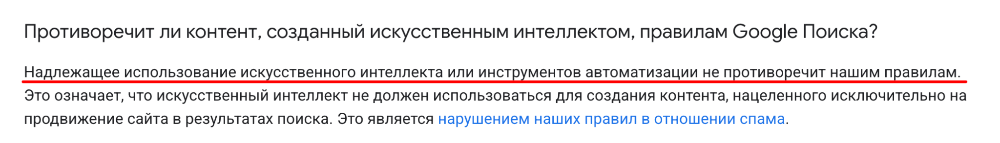 Противоречит ли контент, созданный искусственным интеллектом, правилам Google Поиска?
Надлежащее использование искусственного интеллекта или инструментов автоматизации не противоречит нашим правилам.
Это означает, что искусственный интеллект не должен использоваться для создания контента, нацеленного исключительно на
продвижение сайта в результатах поиска. Это является нарушением наших правил в отношении спама.